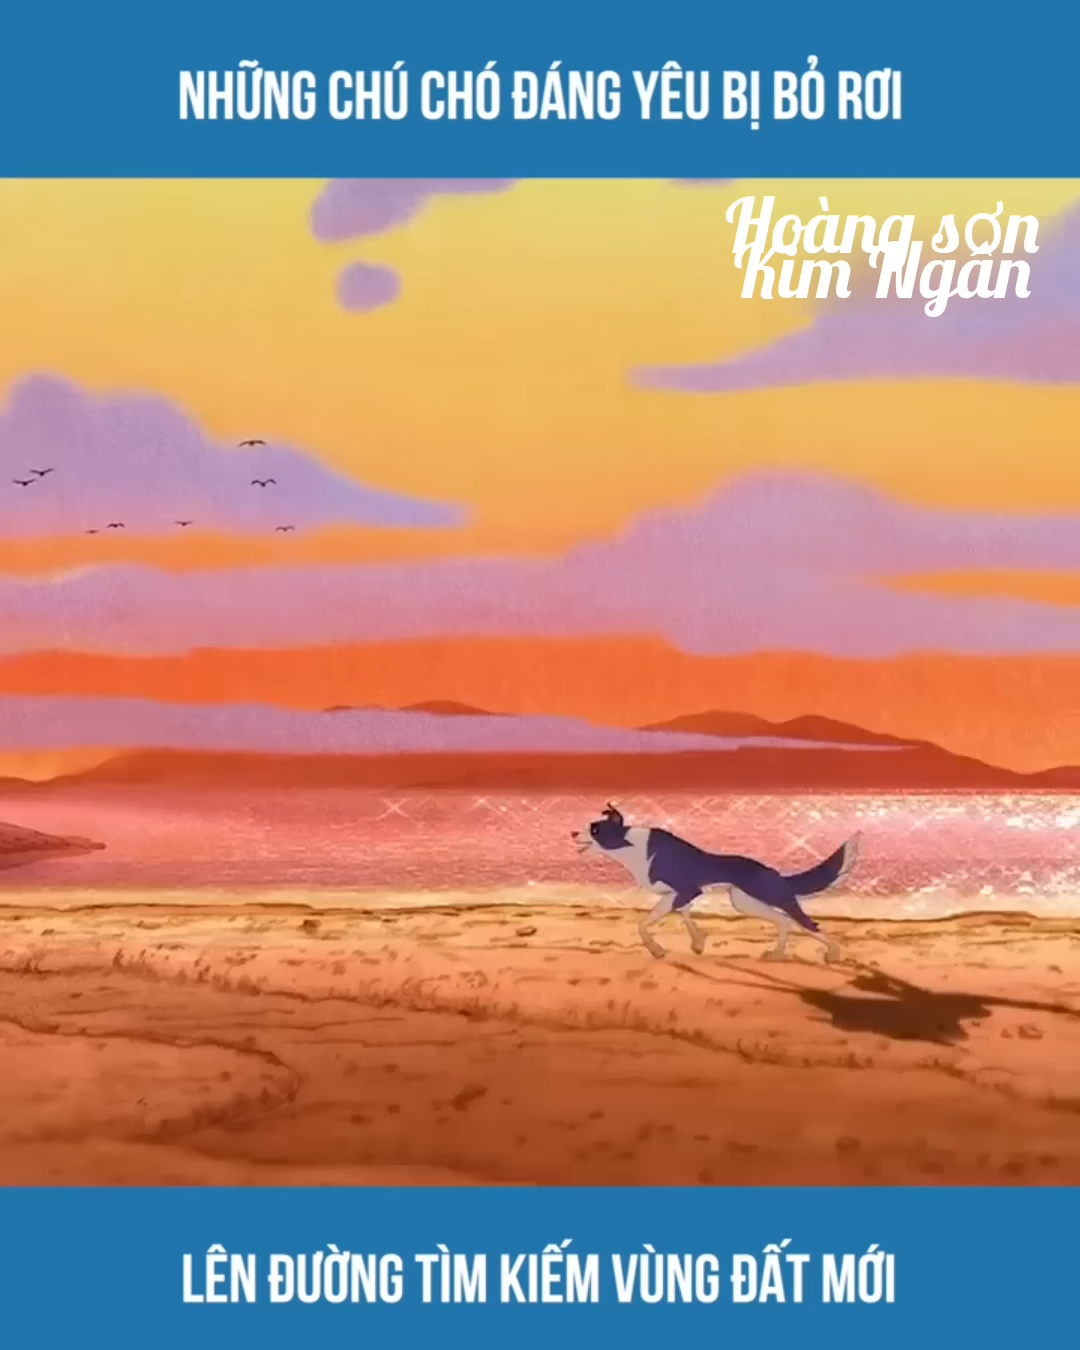 NHỮNG CHÚ CHÓ ĐÁNG YÊU BỊ BỎ RƠI
Hoàng sơn
Kim Ngân
LÊN ĐƯỜNG TÌM KIẾM VÙNG ĐẤT MỚI